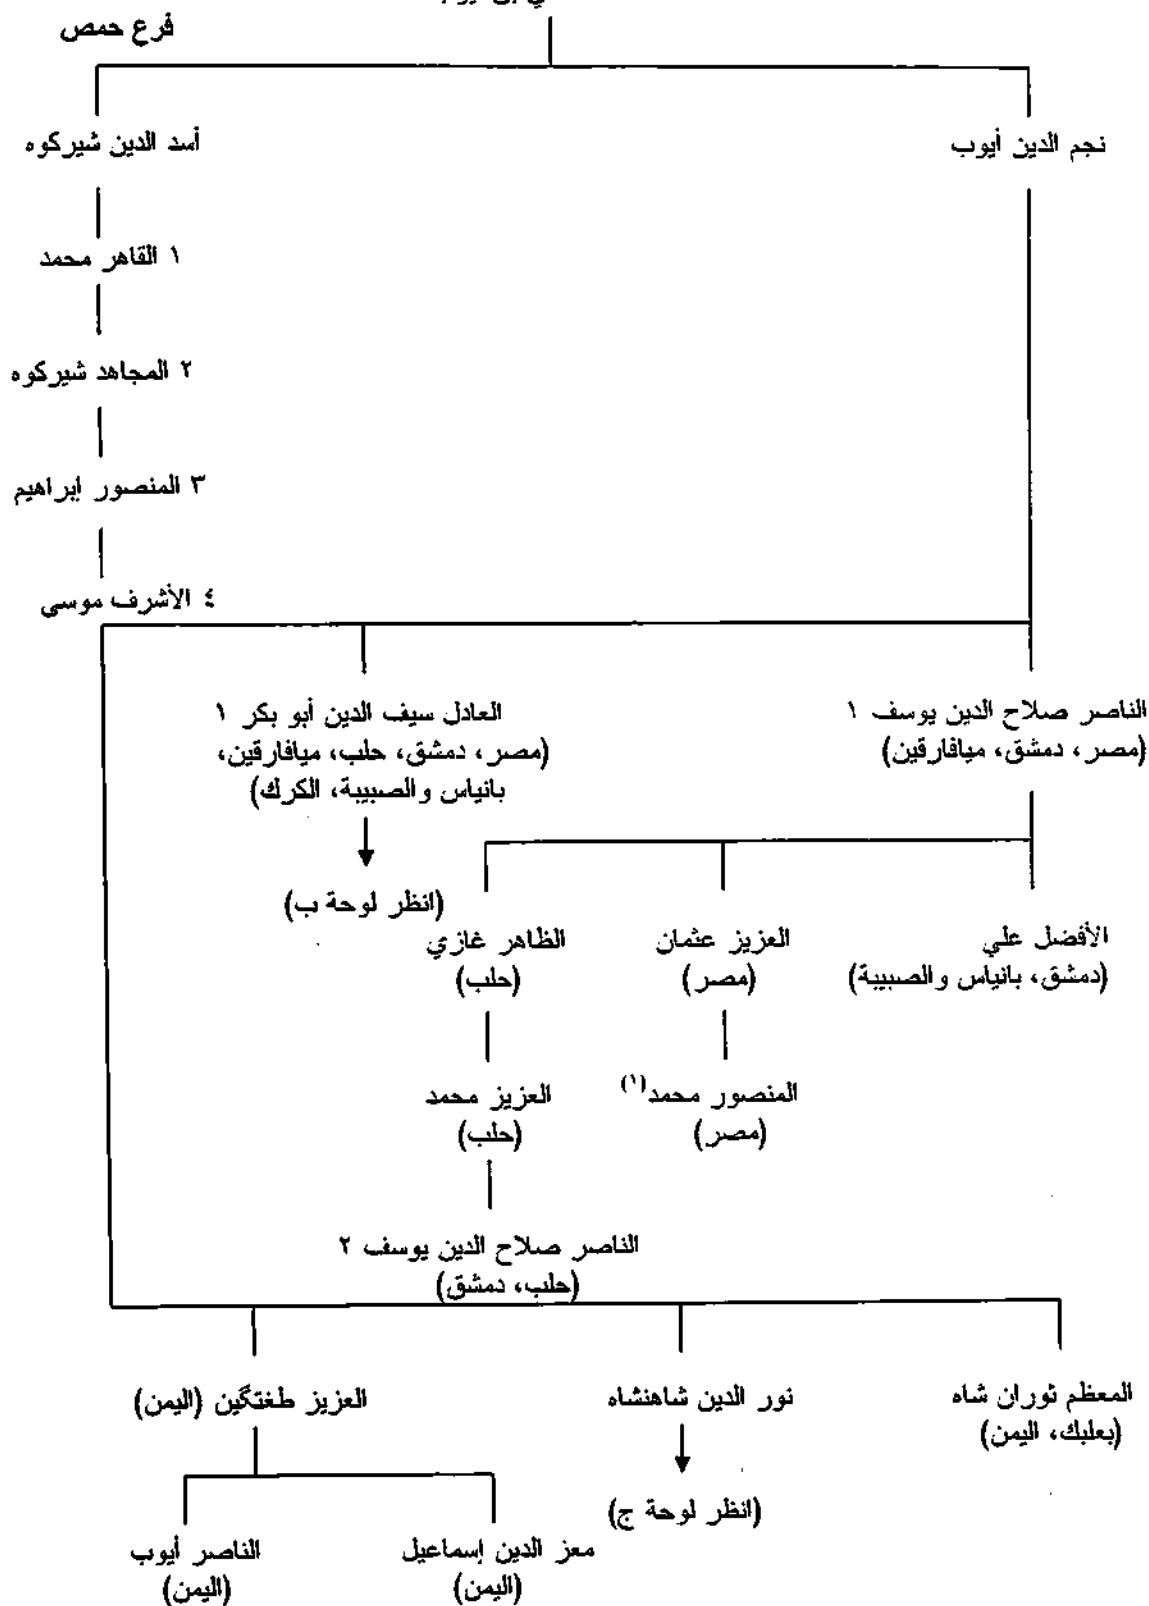 فرع حمص
نجم الدين أيوب
أسد الدين شيركوه
١ القاهر محمد
٢ المجاهد شيركوه
٣ المنصور إبراهيم
٤ الأشرف موسى
الناصر صلاح الدين يوسف ١
(مصر، دمشق، ميافارقين)
العادل سيف الدين أبو بكر ١
(مصر، دمشق، حلب، ميافارقين،
بانياس والصبيبة، الكرك)
(انظر لوحة ب)
الأفضل علي
(دمشق، بانياس والصبيبة)
العزيز عثمان
(مصر)
الظاهر غازي
(حلب)
المنصور محمد(١)
(مصر)
العزيز محمد
(حلب)
الناصر صلاح الدين يوسف ٢
(حلب، دمشق)
المعظم توران شاه
(بعلبك، اليمن)
نور الدين شاهنشاه
(انظر لوحة ج)
العزيز طغتگين (اليمن)
معز الدين إسماعيل
(اليمن)
الناصر أيوب
(اليمن)